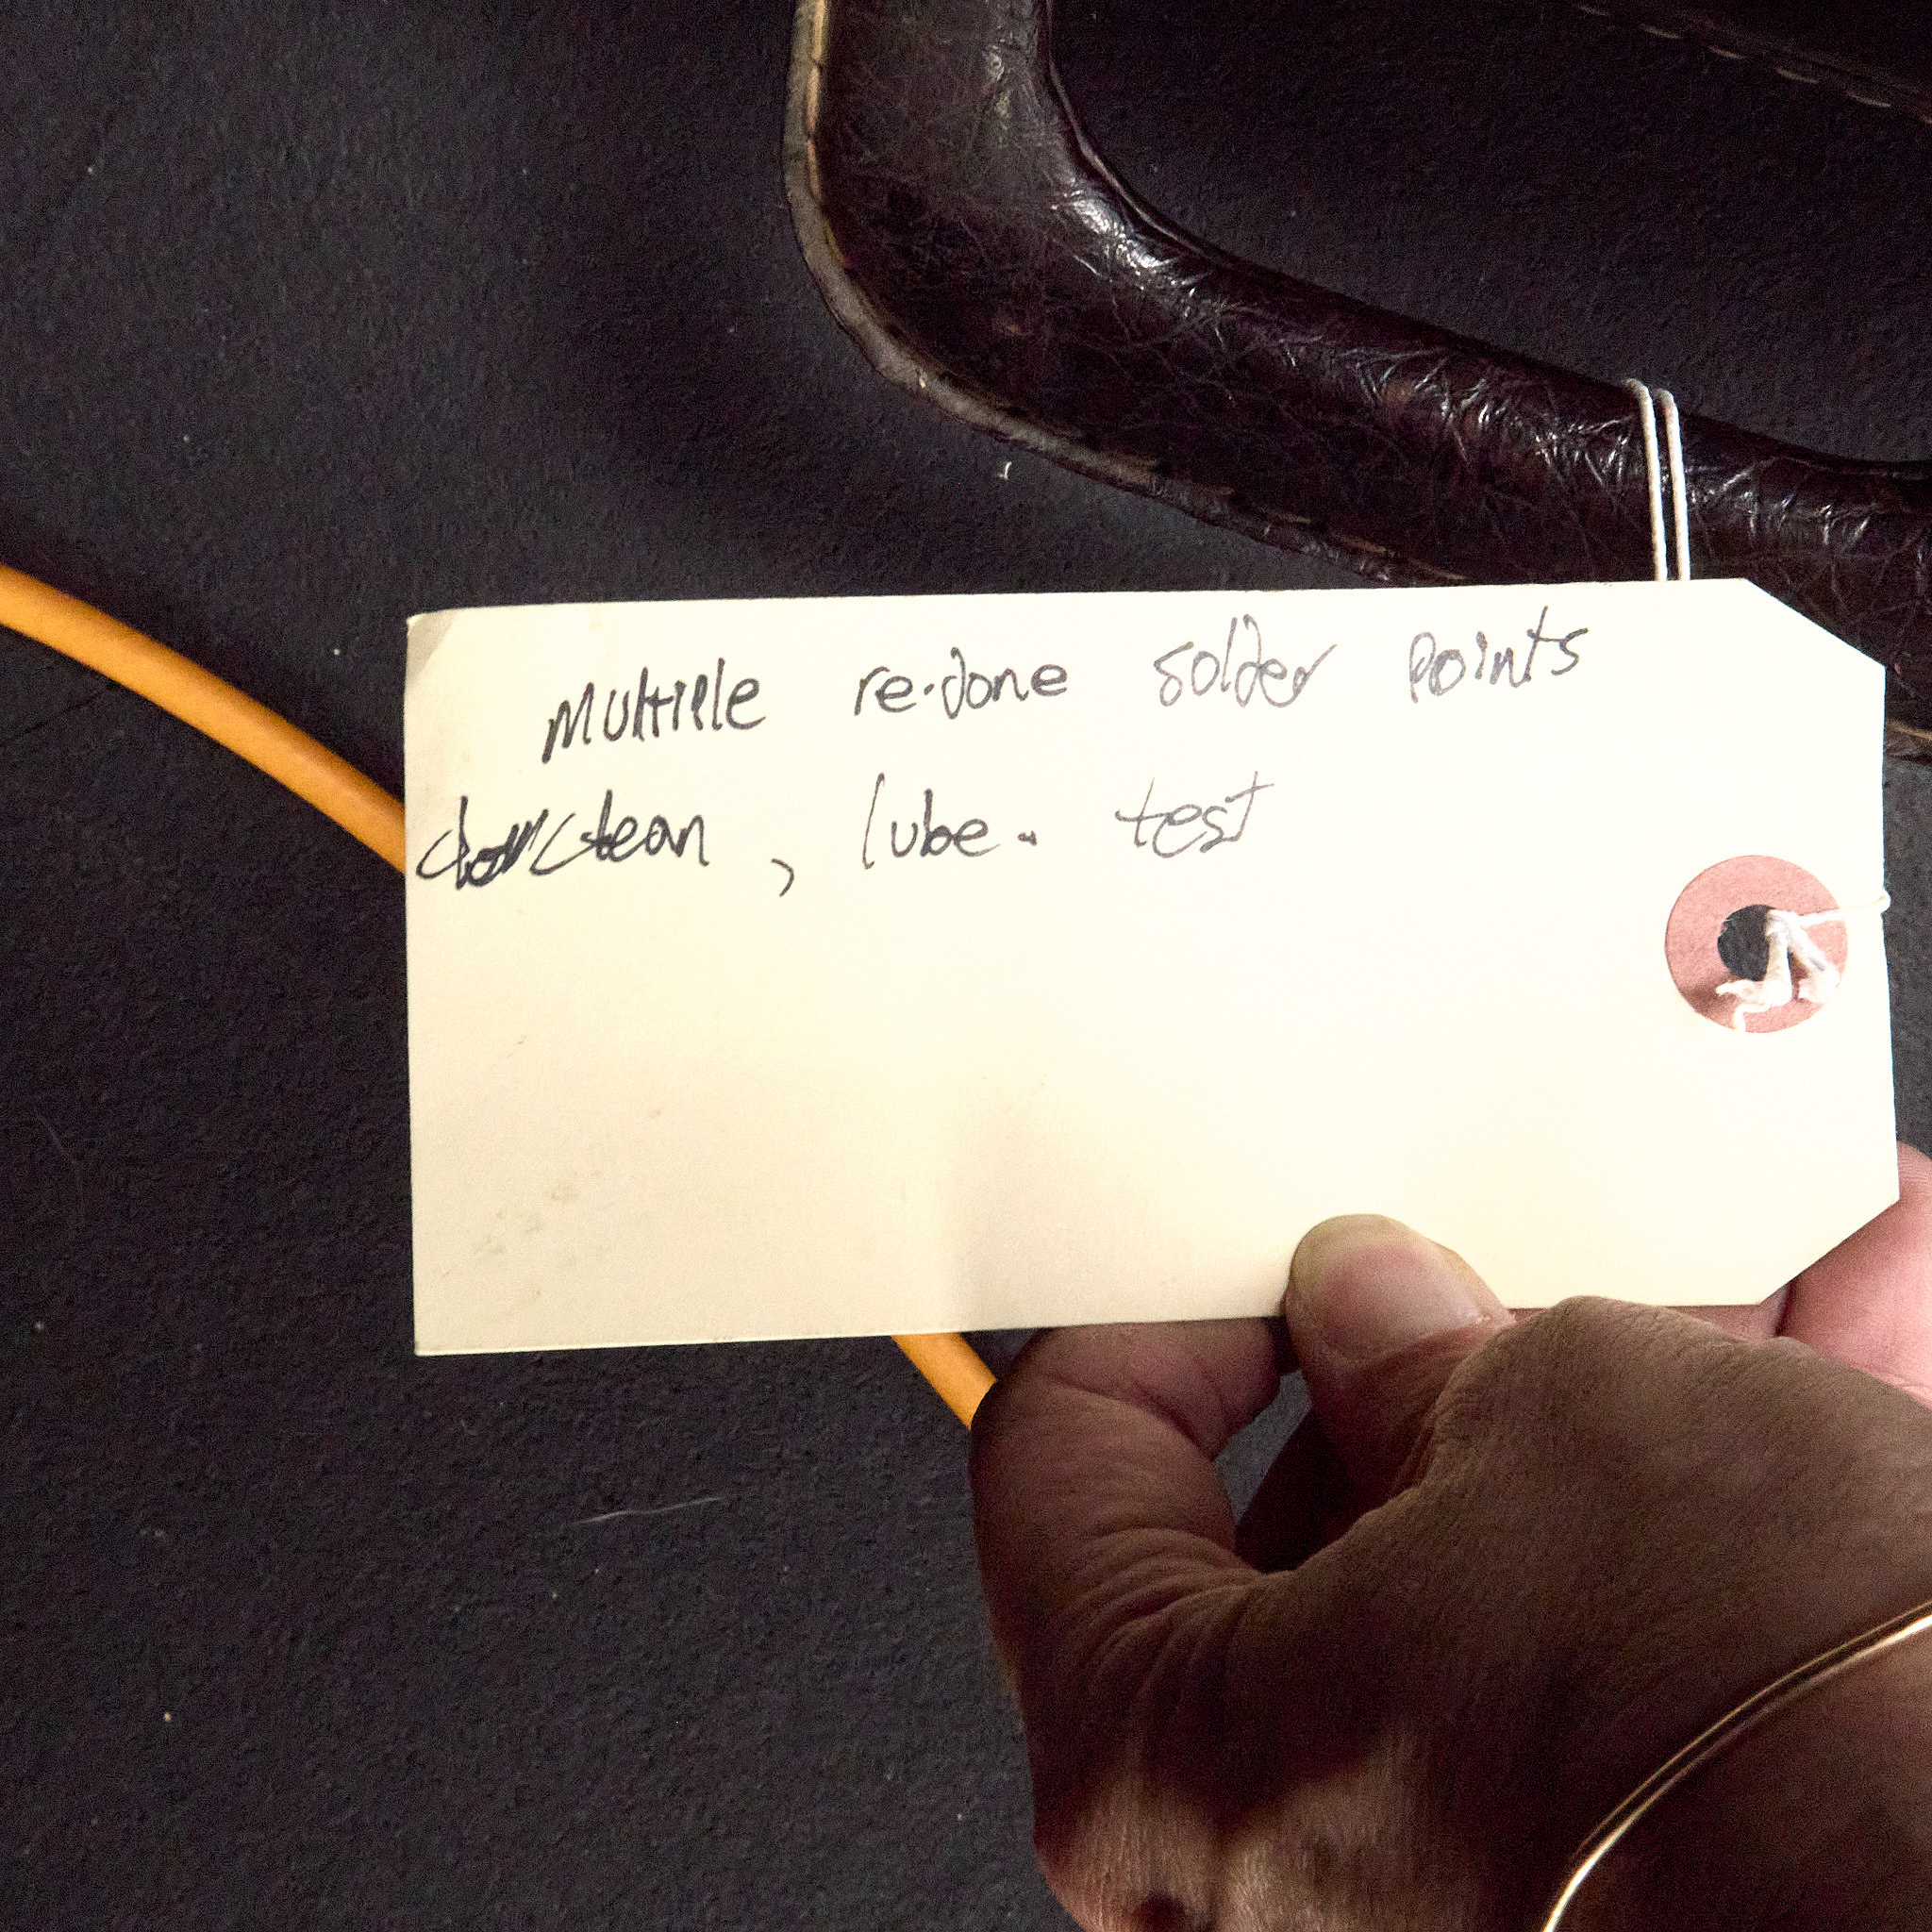 Multiple re-done solder points
clean, lube. test